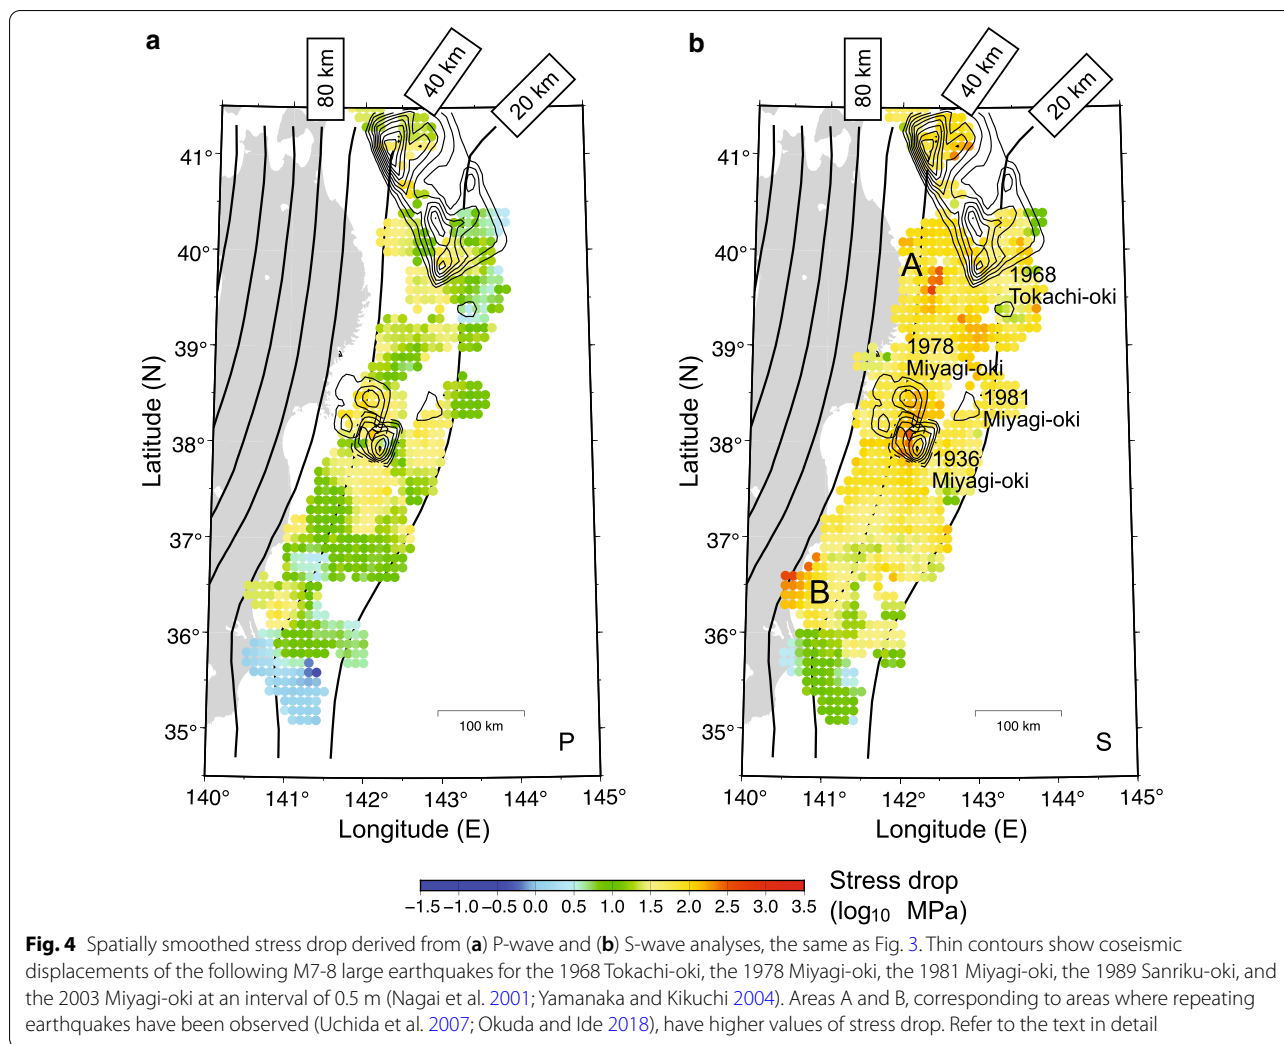 a
80 km
40 km
20 km
41°
40°
39°
38°
37°
36°
35°
Latitude (N)
100 km
P
140°
141°
142°
143°
144°
145°
Longitude (E)
b
80 km
40 km
20 km
41°
40°
39°
38°
37°
36°
35°
Latitude (N)
A
1968
Tokachi-oki
1978
Miyagi-oki
1981
Miyagi-oki
1936
Miyagi-oki
B
100 km
S
140°
141°
142°
143°
144°
145°
Longitude (E)
−1.5 −1.0 −0.5 0.0 0.5 1.0 1.5 2.0 2.5 3.0 3.5
Stress drop
(log₁₀ MPa)
Fig. 4 Spatially smoothed stress drop derived from (a) P-wave and (b) S-wave analyses, the same as Fig. 3. Thin contours show coseismic
displacements of the following M7-8 large earthquakes for the 1968 Tokachi-oki, the 1978 Miyagi-oki, the 1981 Miyagi-oki, the 1989 Sanriku-oki, and
the 2003 Miyagi-oki at an interval of 0.5 m (Nagai et al. 2001; Yamanaka and Kikuchi 2004). Areas A and B, corresponding to areas where repeating
earthquakes have been observed (Uchida et al. 2007; Okuda and Ide 2018), have higher values of stress drop. Refer to the text in detail